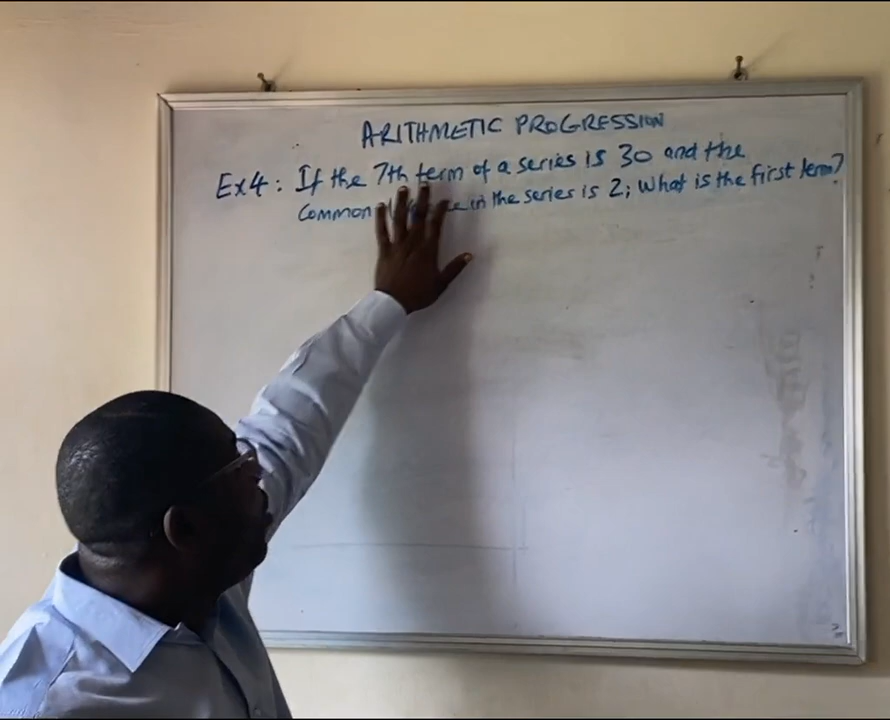 ARITHMETIC PROGRESSION
Ex4: If the 7th term of a series is 30 and the
Common in the series is 2; What is the first term?